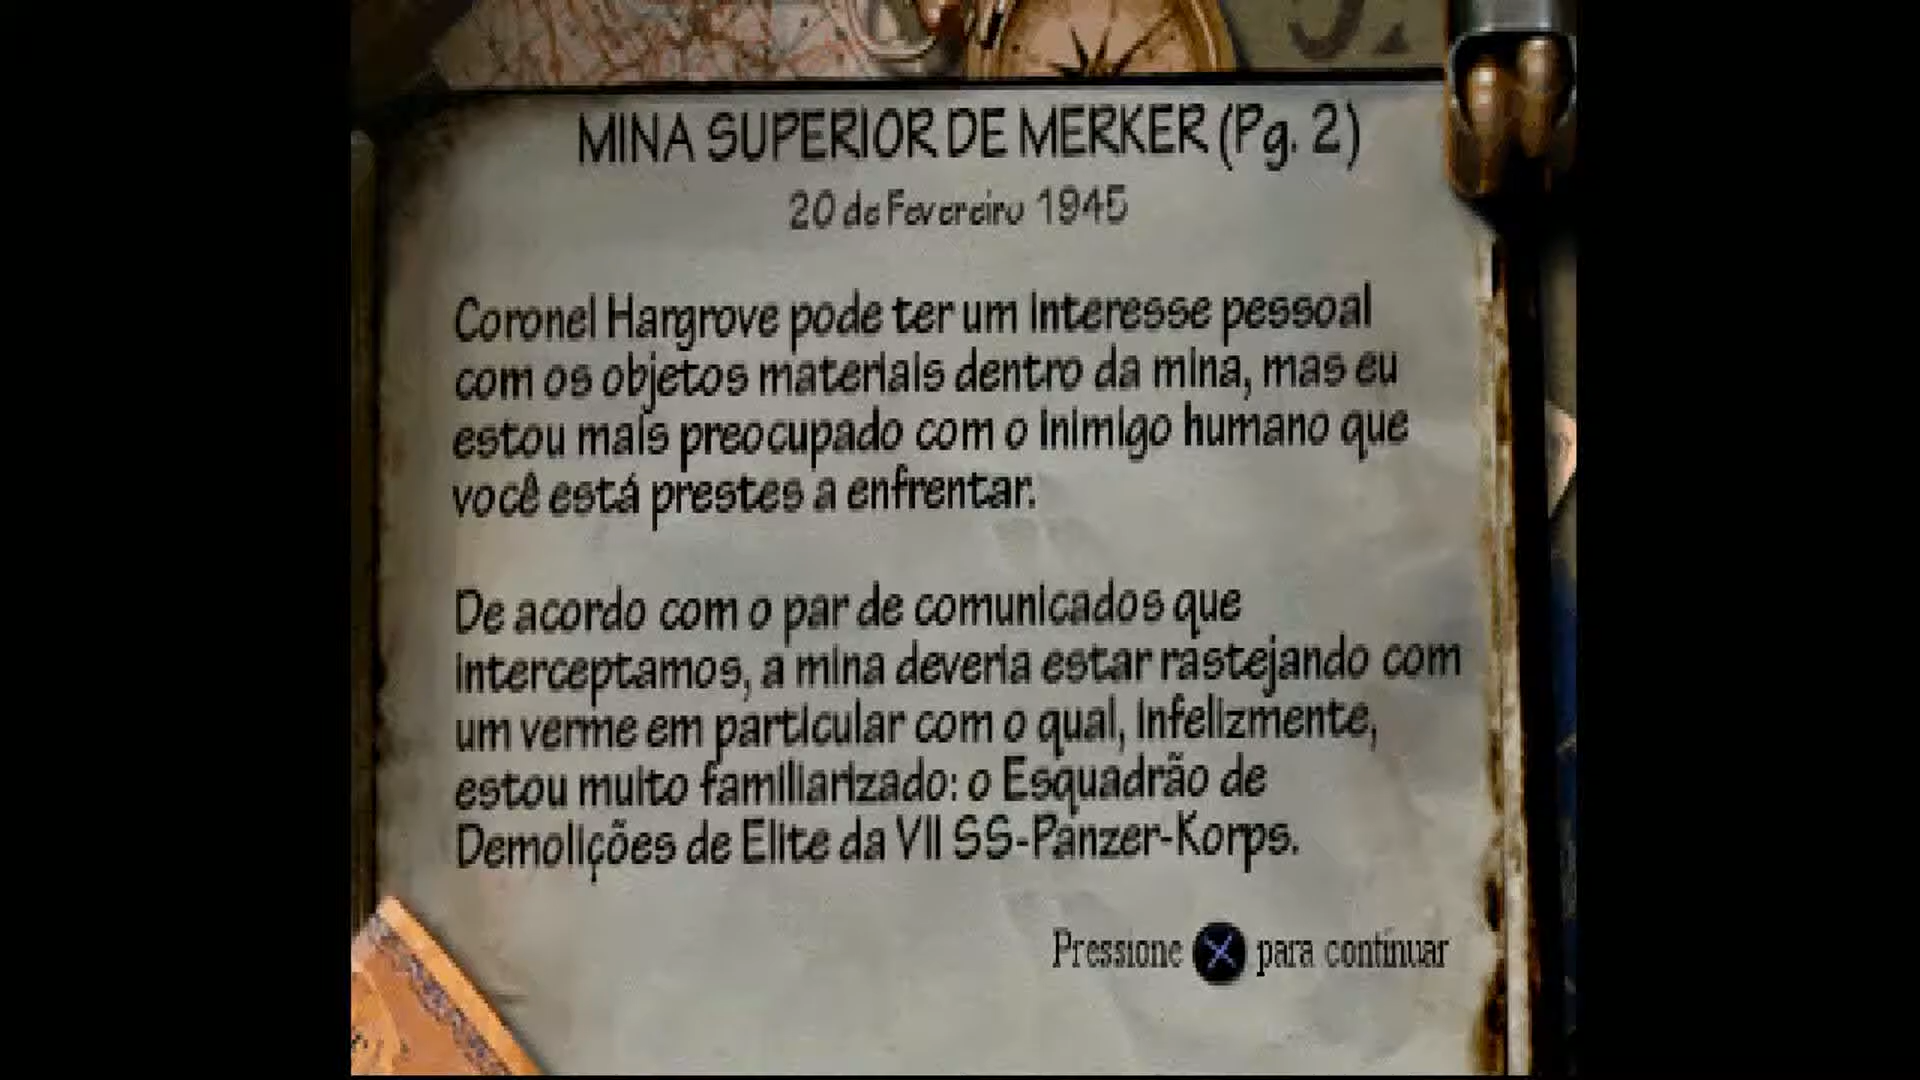 MINA SUPERIOR DE MERKER (Pg. 2)
20 de Fevereiro 1945
Coronel Hargrove pode ter um interesse pessoal
com os objetos materiais dentro da mina, mas eu
estou mais preocupado com o inimigo humano que
você está prestes a enfrentar.
De acordo com o par de comunicados que
interceptamos, a mina deveria estar rastejando com
um verme em particular com o qual, infelizmente,
estou muito familiarizado: o Esquadrão de
Demolições de Elite da VII SS-Panzer-Korps.
Pressione X para continuar